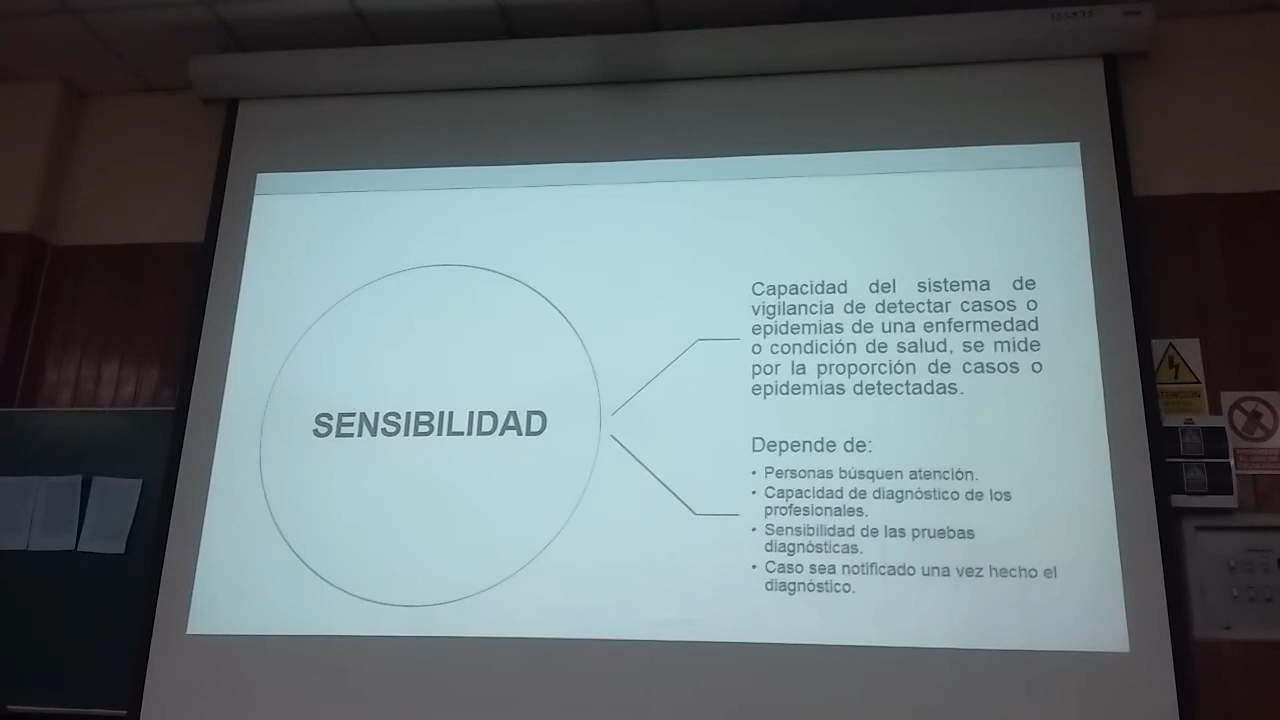 SENSIBILIDAD
Capacidad del sistema de
vigilancia de detectar casos o
epidemias de una enfermedad
o condición de salud, se mide
por la proporción de casos o
epidemias detectadas.
Depende de:
• Personas búsquen atención.
• Capacidad de diagnóstico de los
profesionales.
• Sensibilidad de las pruebas
diagnósticas.
• Caso sea notificado una vez hecho el
diagnóstico.
ATENCIÓN